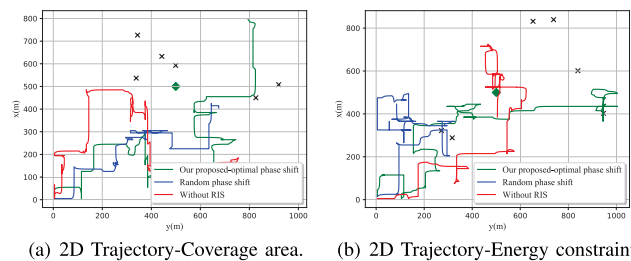 800
700
600
500
400
300
200
100
0
x(m)
0
200
400
600
800
1000
y(m)
Our proposed-optimal phase shift
Random phase shift
Without RIS
(a) 2D Trajectory-Coverage area.
800
600
400
200
0
x(m)
0
200
400
600
800
1000
y(m)
Our proposed-optimal phase shift
Random phase shift
Without RIS
(b) 2D Trajectory-Energy constrain